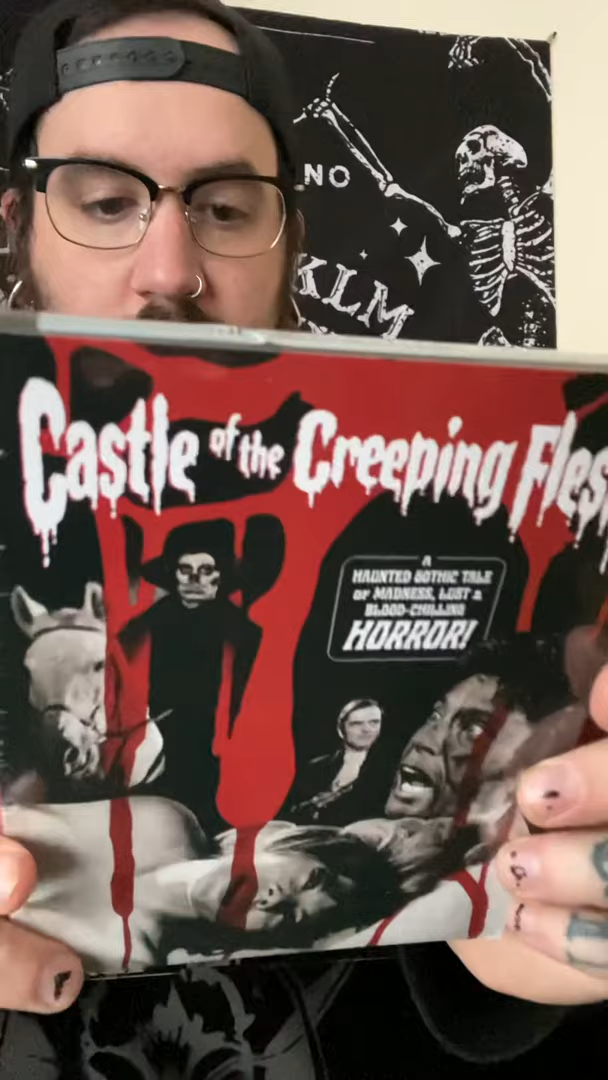 NO
KLM
Castle of the Creeping Fles
A
HAUNTED GOTHIC TALE
OF MADNESS, LUST &
BLOOD-CHILLING
HORROR!